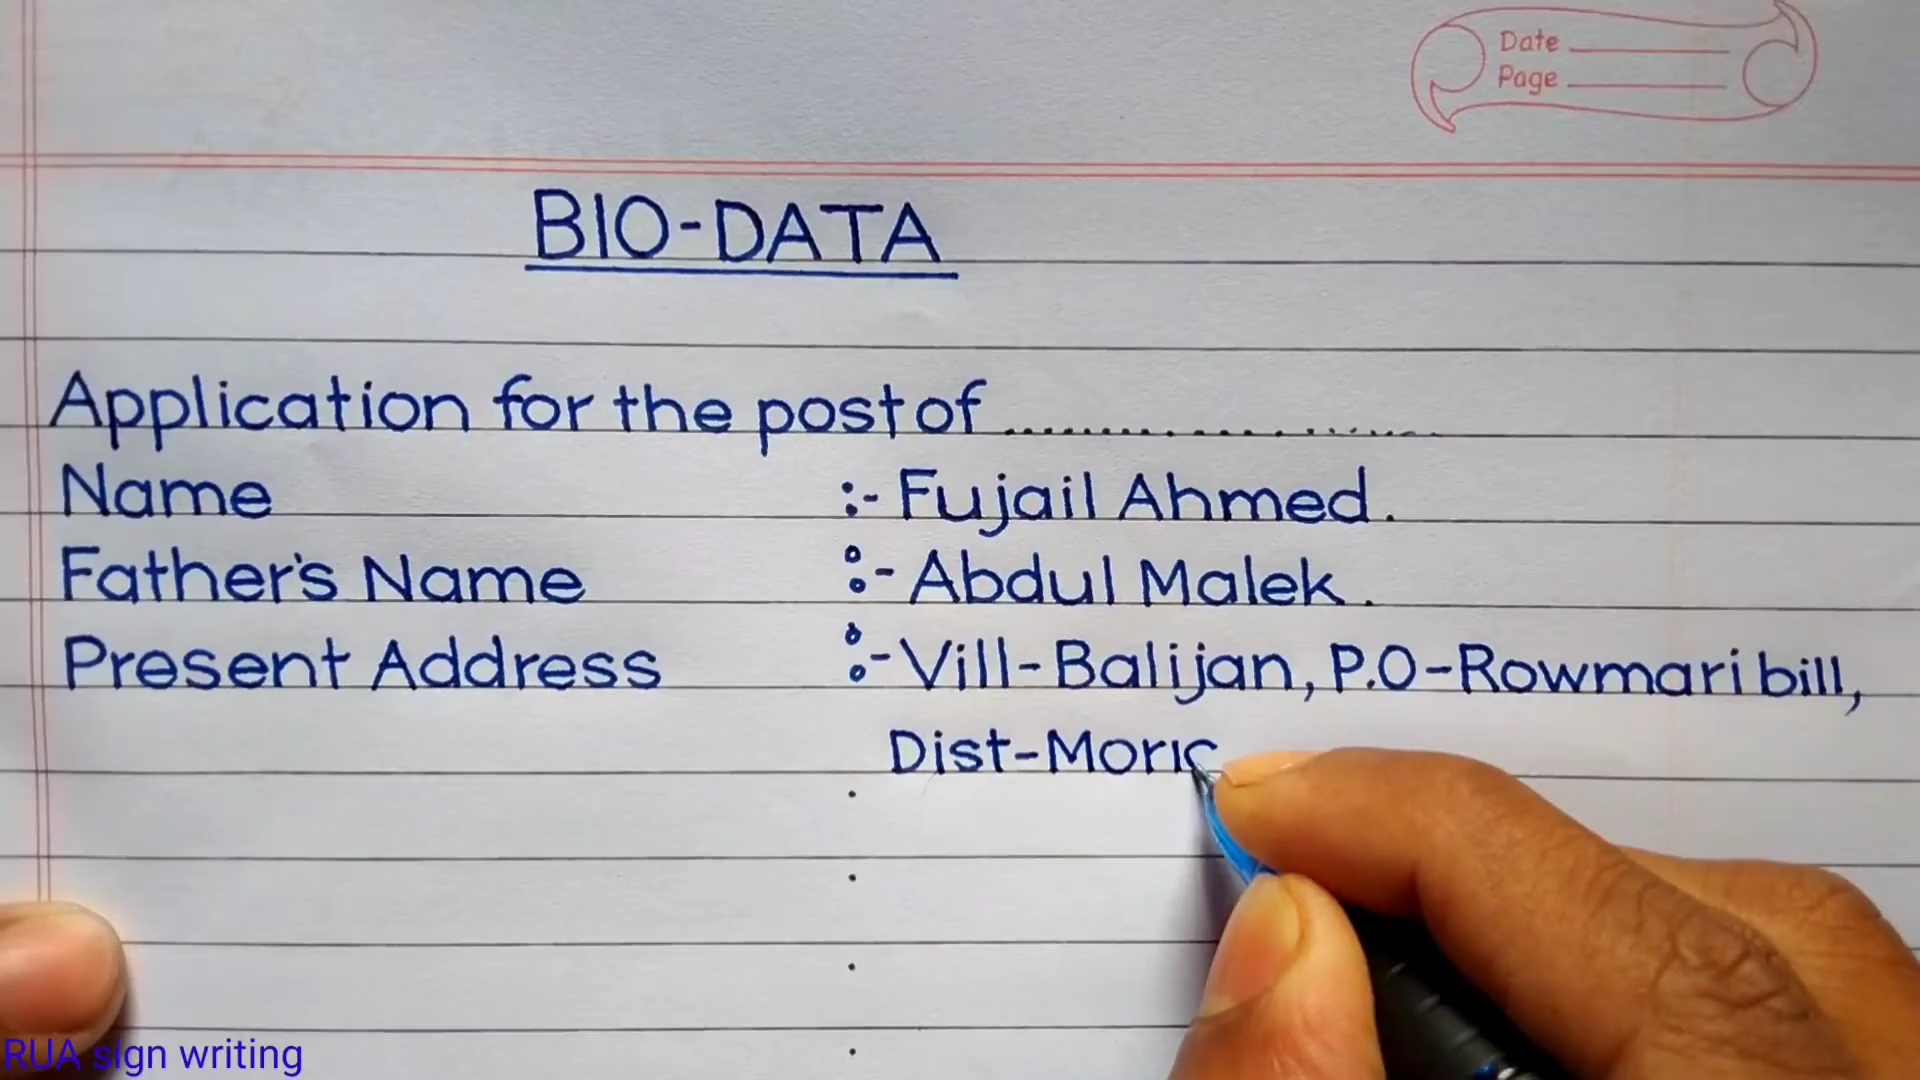 Date
Page
BIO-DATA
Application for the post of ........................
Name :- Fujail Ahmed.
Father's Name :- Abdul Malek.
Present Address :- Vill-Balijan, P.O-Rowmari bill,
Dist-
RUA sign writing